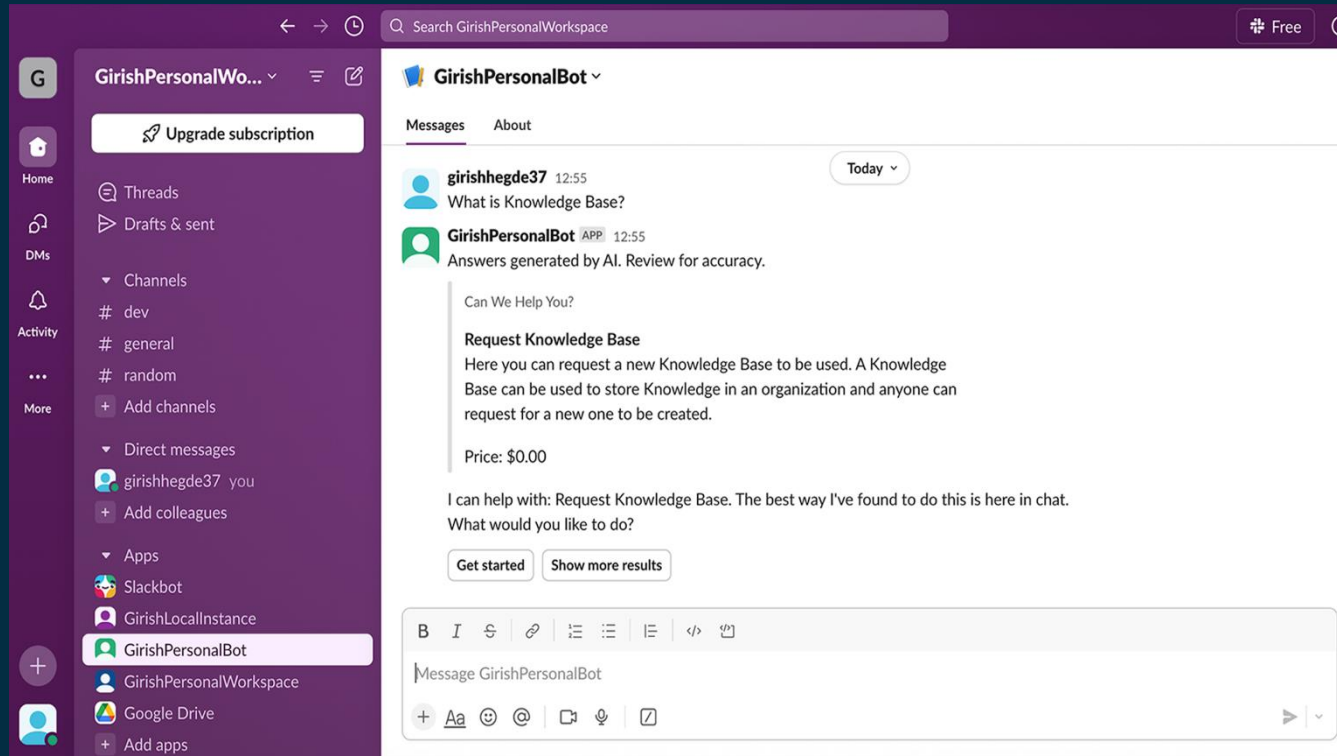 Search GirishPersonalWorkspace
Free
G
Home
DMs
Activity
More
GirishPersonalWo...
Upgrade subscription
Threads
Drafts & sent
Channels
# dev
# general
# random
+ Add channels
Direct messages
girishhegde37 you
+ Add colleagues
Apps
Slackbot
GirishLocalInstance
GirishPersonalBot
GirishPersonalWorkspace
Google Drive
+ Add apps
GirishPersonalBot
Messages About
Today
girishhegde37 12:55
What is Knowledge Base?
GirishPersonalBot APP 12:55
Answers generated by AI. Review for accuracy.
Can We Help You?
Request Knowledge Base
Here you can request a new Knowledge Base to be used. A Knowledge
Base can be used to store Knowledge in an organization and anyone can
request for a new one to be created.
Price: $0.00
I can help with: Request Knowledge Base. The best way I've found to do this is here in chat.
What would you like to do?
Get started Show more results
B I S
Message GirishPersonalBot
+ Aa @